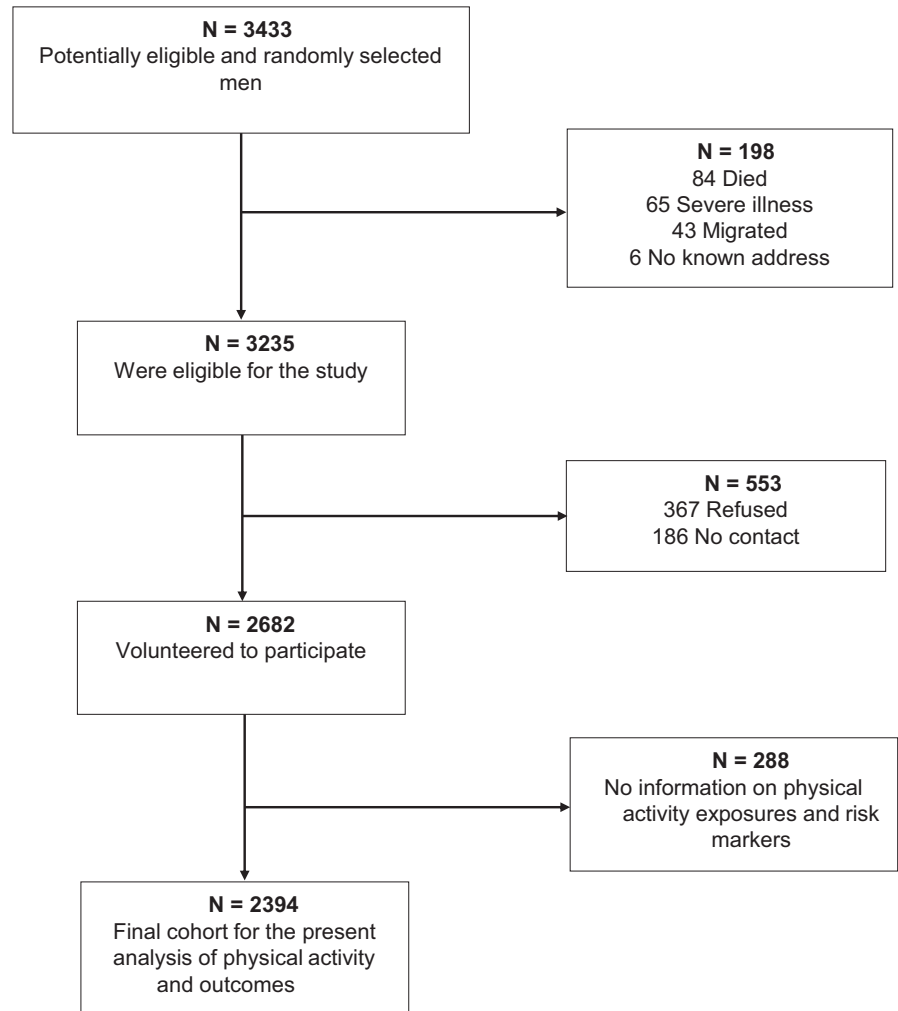 N = 3433
Potentially eligible and randomly selected
men
N = 198
84 Died
65 Severe illness
43 Migrated
6 No known address
N = 3235
Were eligible for the study
N = 553
367 Refused
186 No contact
N = 2682
Volunteered to participate
N = 288
No information on physical
activity exposures and risk
markers
N = 2394
Final cohort for the present
analysis of physical activity
and outcomes